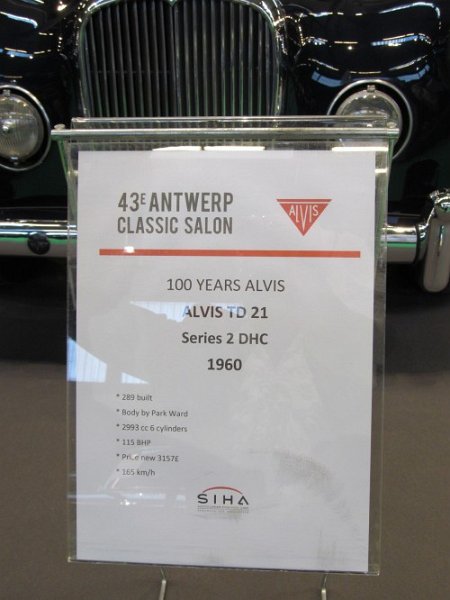 43E ANTWERP
CLASSIC SALON
ALVIS
100 YEARS ALVIS
ALVIS TD 21
Series 2 DHC
1960
* 289 built
* Body by Park Ward
* 2993 cc 6 cylinders
* 115 BHP
* Price new 3157£
* 165 km/h
SIHA